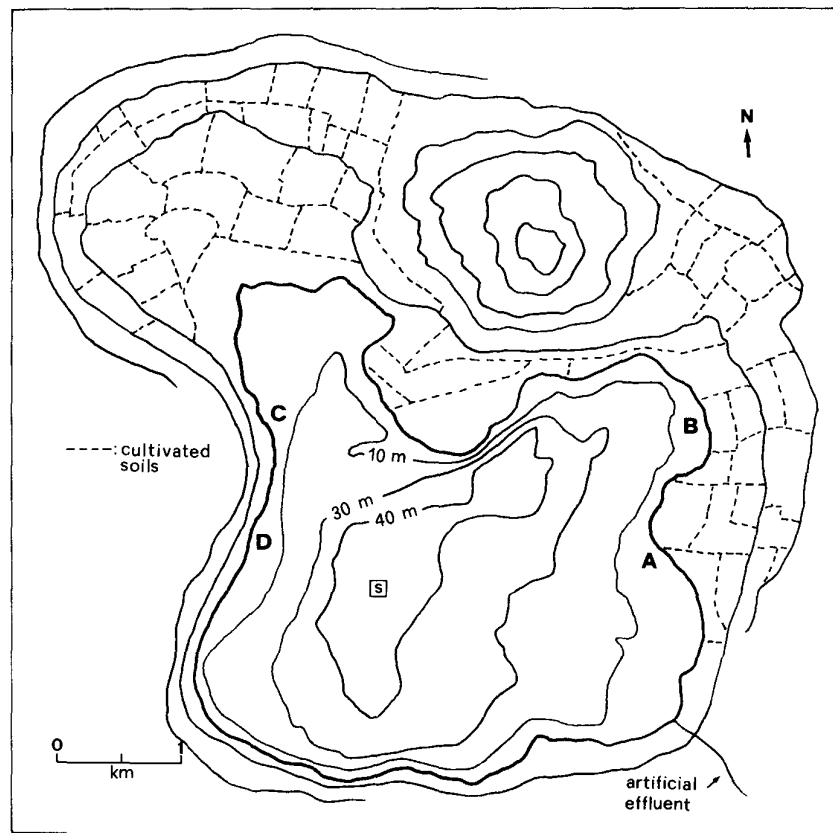 N
C
B
10 m
-----: cultivated
soils
30 m
40 m
D
A
S
0 1
km
artificial
effluent